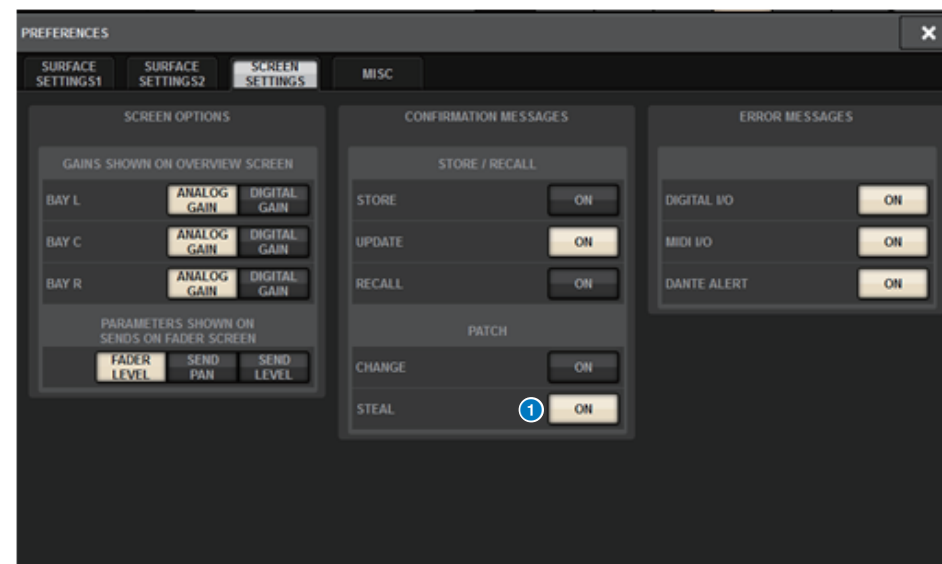 PREFERENCES
SURFACE
SETTINGS1
SURFACE
SETTINGS2
SCREEN
SETTINGS
MISC
SCREEN OPTIONS
GAINS SHOWN ON OVERVIEW SCREEN
BAY L
ANALOG
GAIN
DIGITAL
GAIN
BAY C
ANALOG
GAIN
DIGITAL
GAIN
BAY R
ANALOG
GAIN
DIGITAL
GAIN
PARAMETERS SHOWN ON
SENDS ON FADER SCREEN
FADER
LEVEL
SEND
PAN
SEND
LEVEL
CONFIRMATION MESSAGES
STORE / RECALL
STORE
ON
UPDATE
ON
RECALL
ON
PATCH
CHANGE
ON
STEAL
1
ON
ERROR MESSAGES
DIGITAL I/O
ON
MIDI I/O
ON
DANTE ALERT
ON